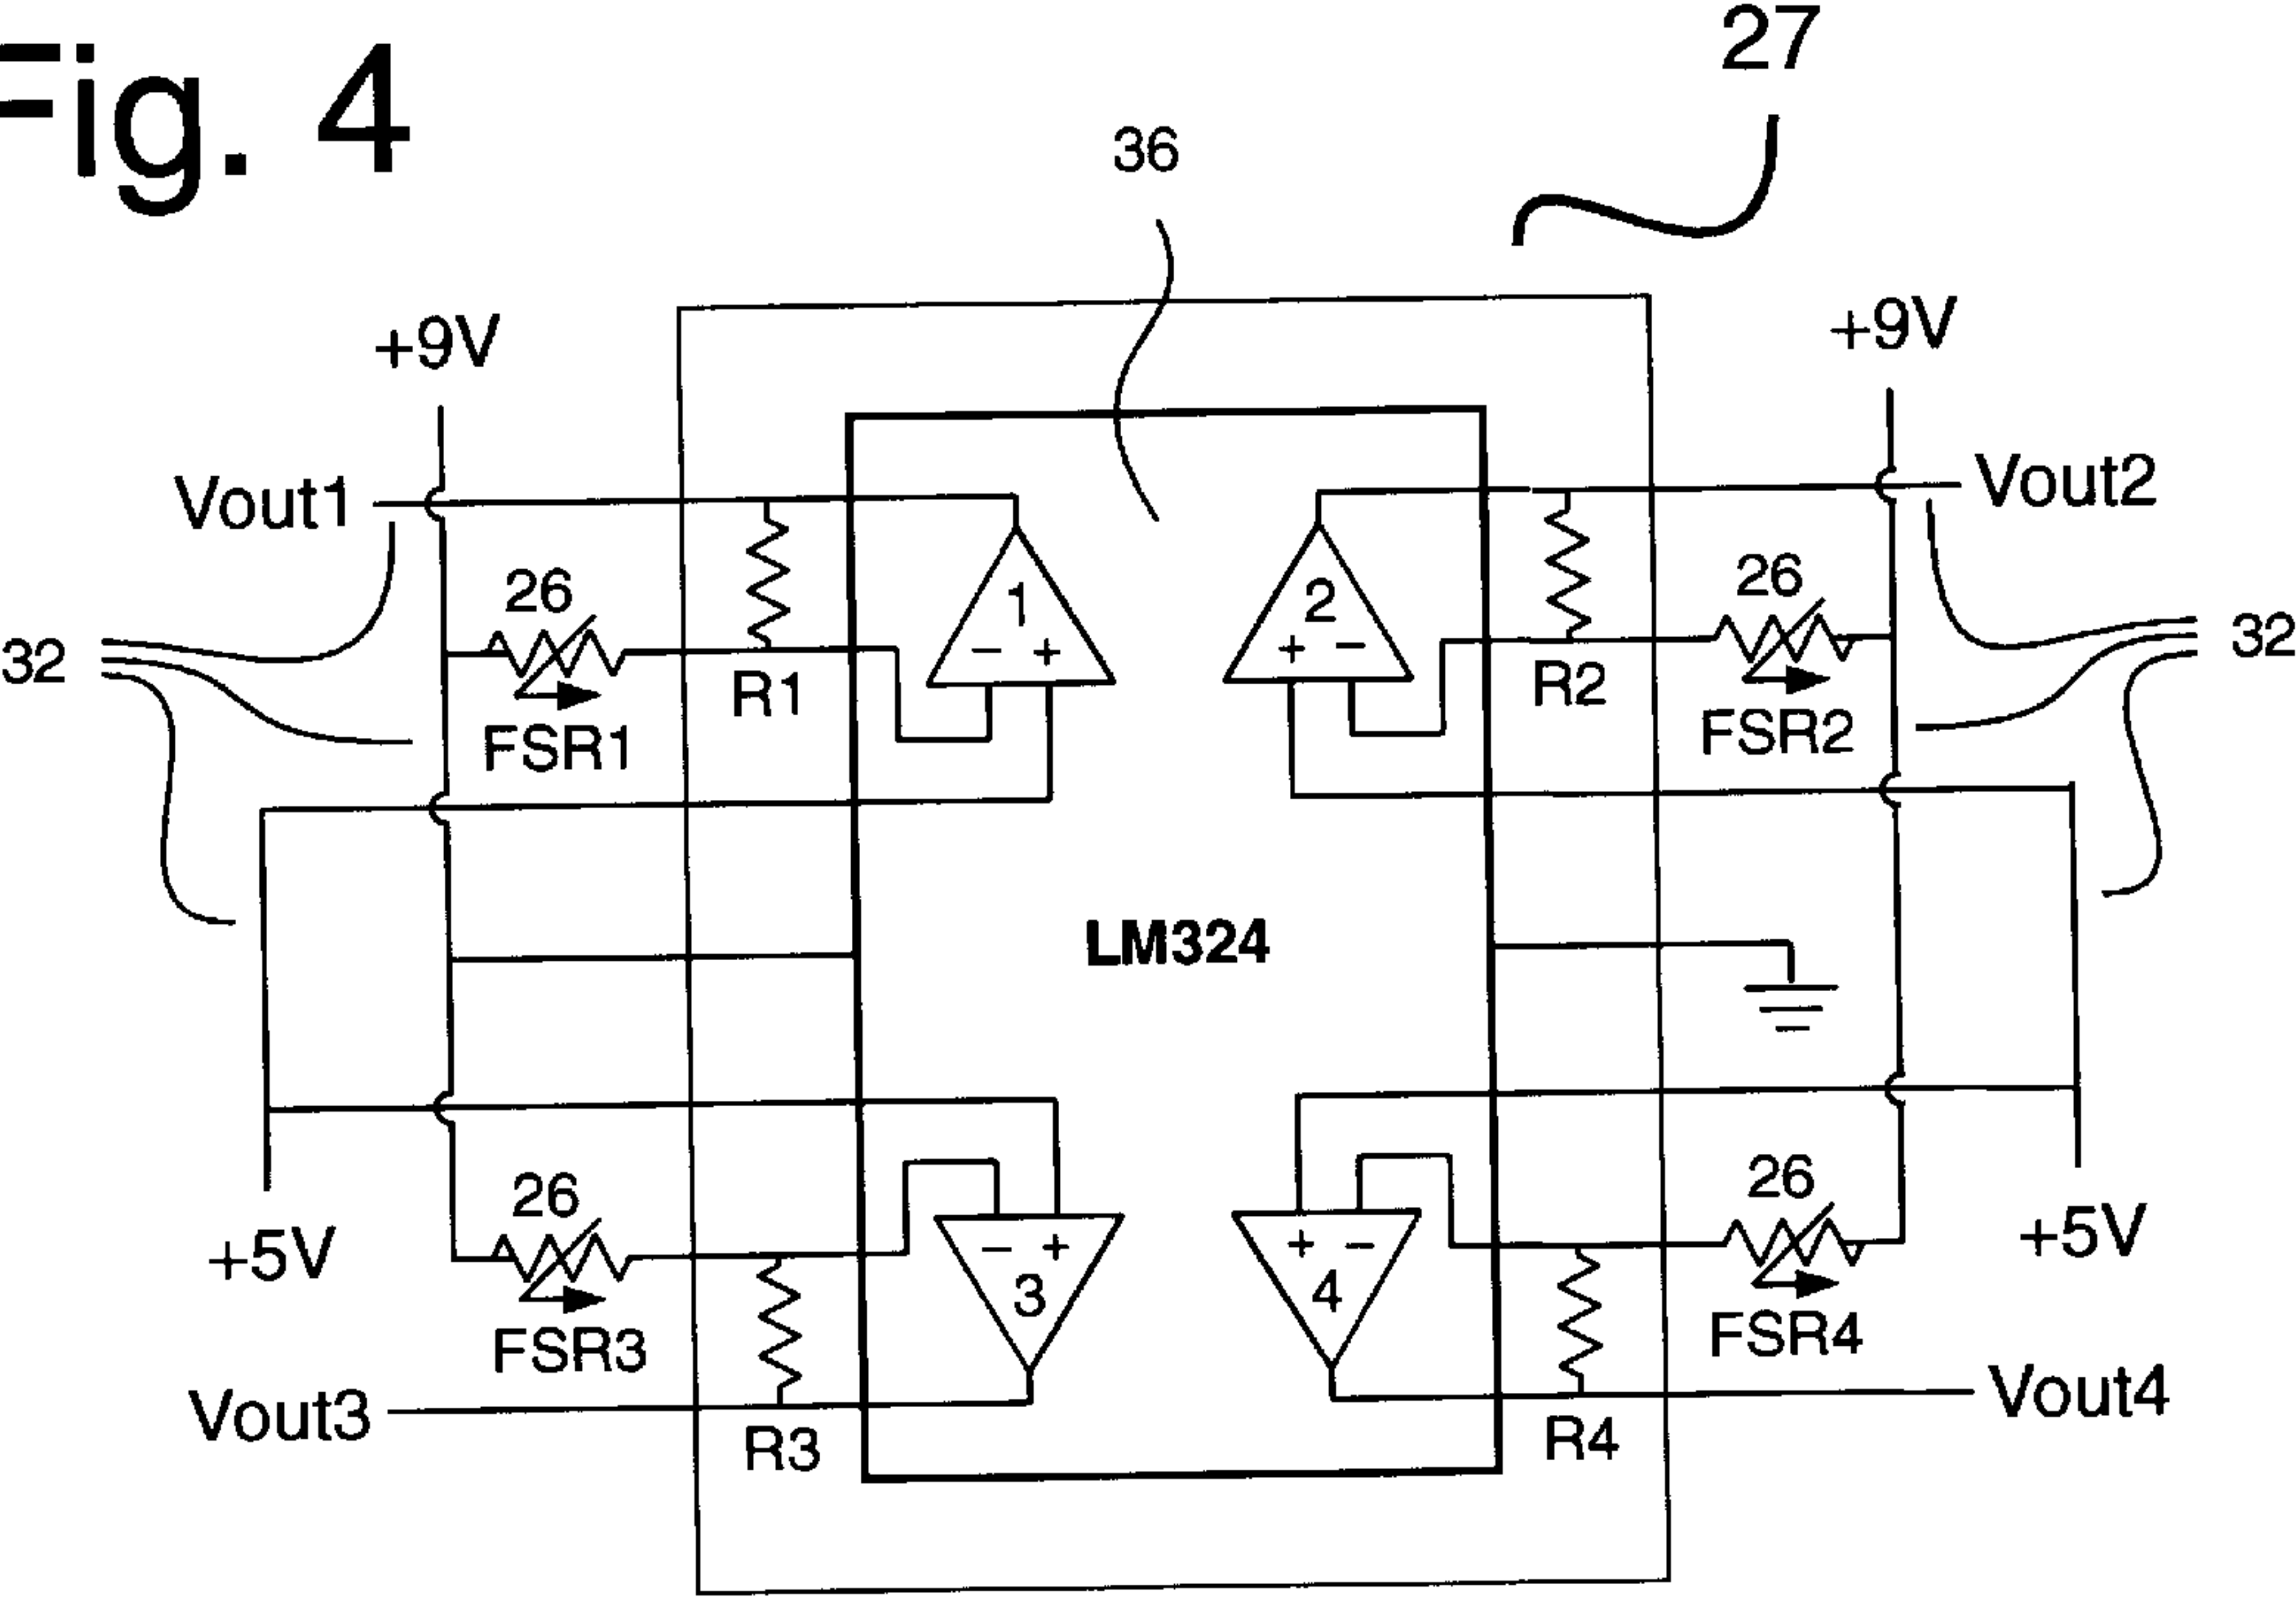 Fig. 4
27
36
+9V
+9V
Vout1
Vout2
26
1
2
26
32
- +
+ -
32
R1
R2
FSR1
FSR2
LM324
26
26
+5V
- +
+ -
+5V
3
4
FSR3
FSR4
Vout3
Vout4
R3
R4